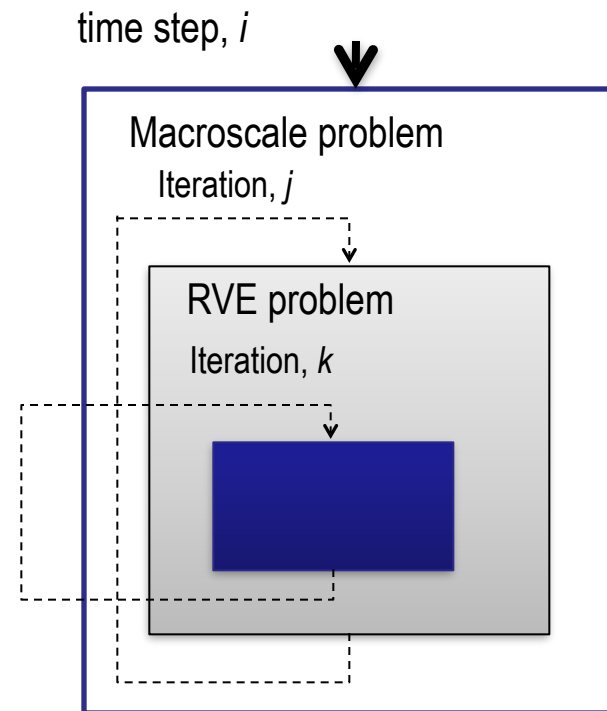 time step, i
Macroscale problem
Iteration, j
RVE problem
Iteration, k